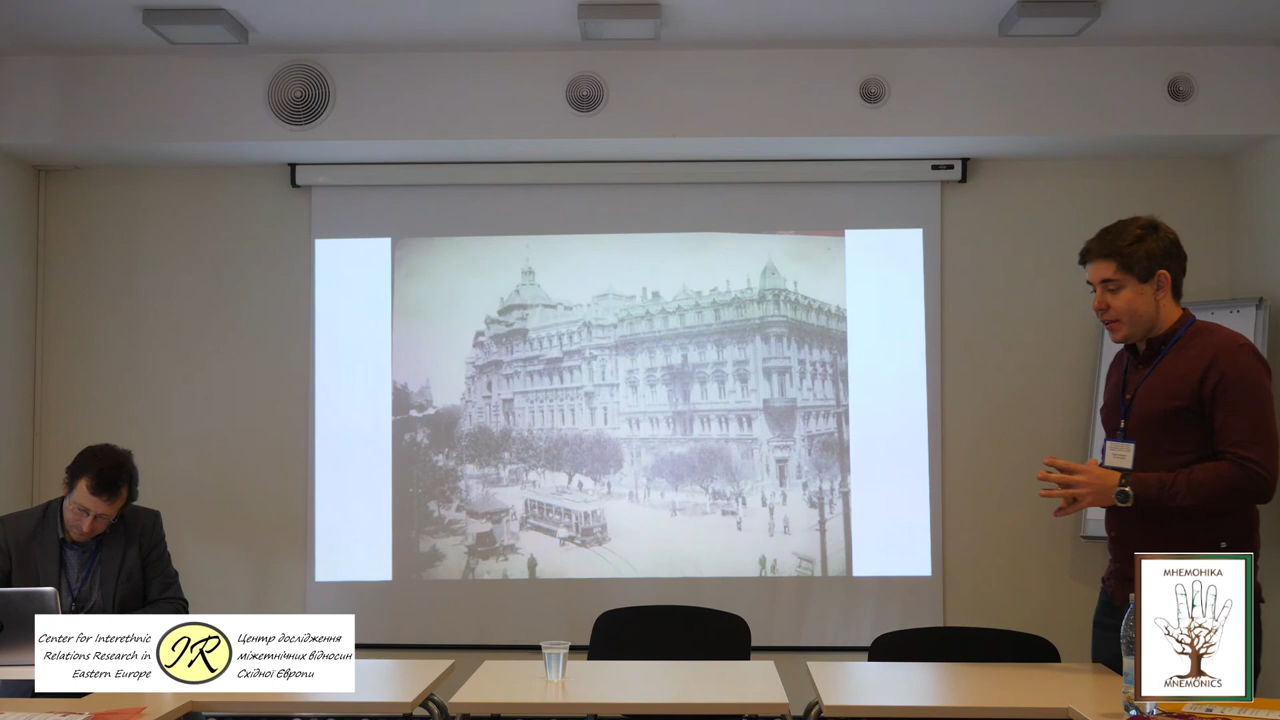 Center for Interethnic
Relations Research in
Eastern Europe
IR
Центр дослідження
міжетнічних відносин
Східної Європи
МНЕМОНІКА
MNEMONICS